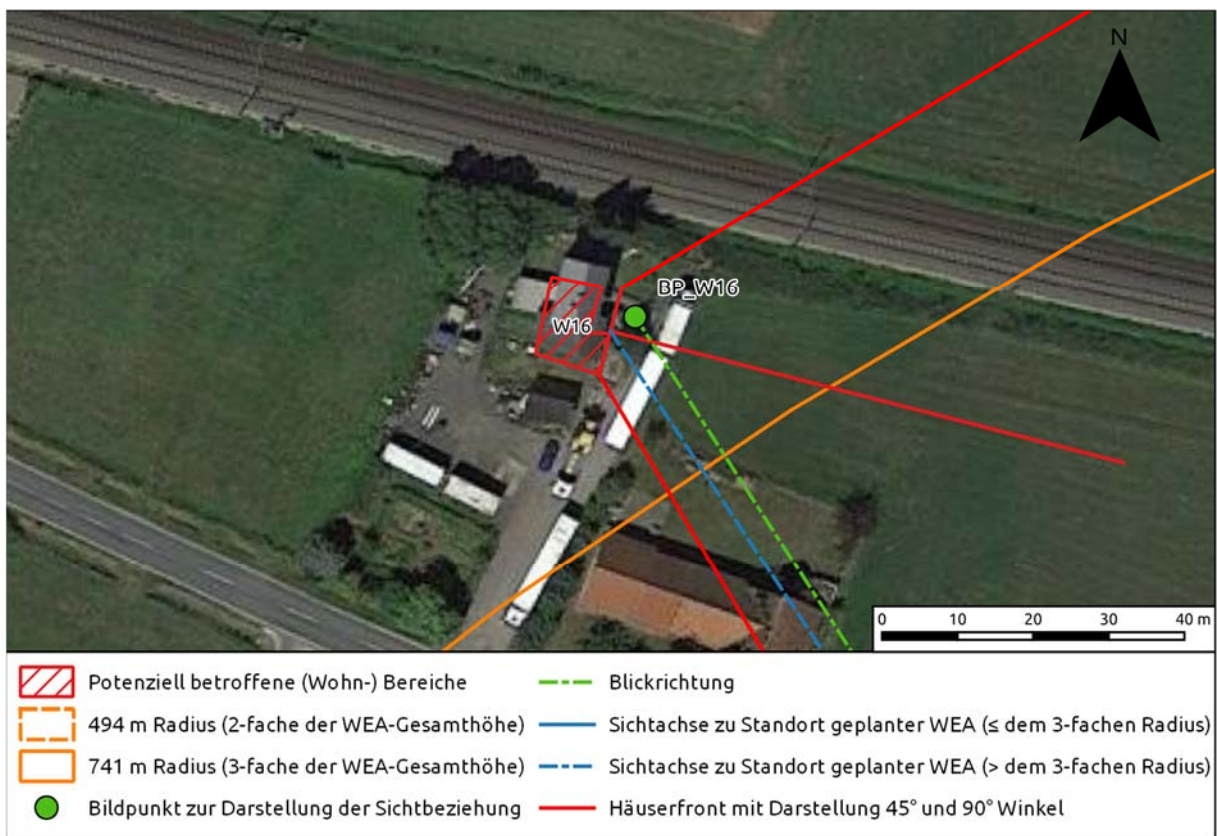 N
BP_W16
W16
0 10 20 30 40 m
Potenziell betroffene (Wohn-) Bereiche
494 m Radius (2-fache der WEA-Gesamthöhe)
741 m Radius (3-fache der WEA-Gesamthöhe)
Bildpunkt zur Darstellung der Sichtbeziehung
Blickrichtung
Sichtachse zu Standort geplanter WEA (≤ dem 3-fachen Radius)
Sichtachse zu Standort geplanter WEA (> dem 3-fachen Radius)
Häuserfront mit Darstellung 45° und 90° Winkel